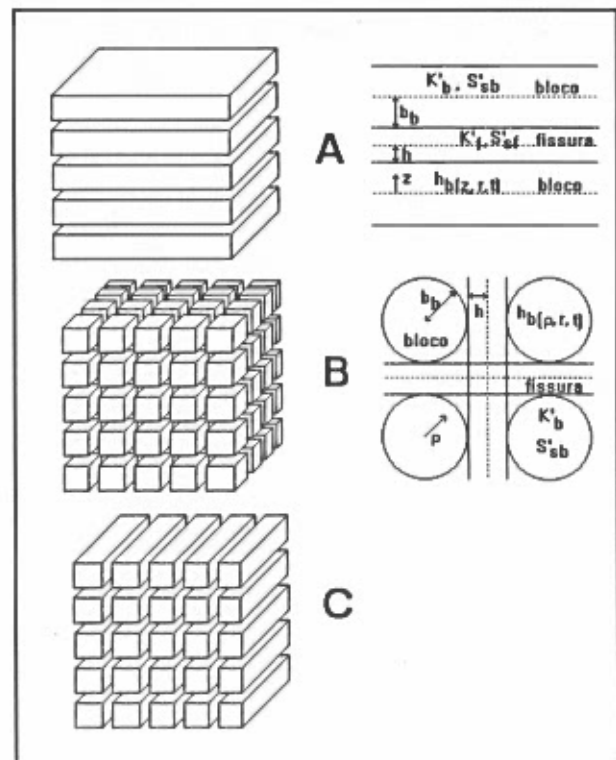 A
K'b, S'sb bloco
bb
K'f, S'sf fissura
h
z hb(z, r, t) bloco
B
bb
h
hb(ρ, r, t)
bloco
fissura
K'b
ρ
S'sb
C